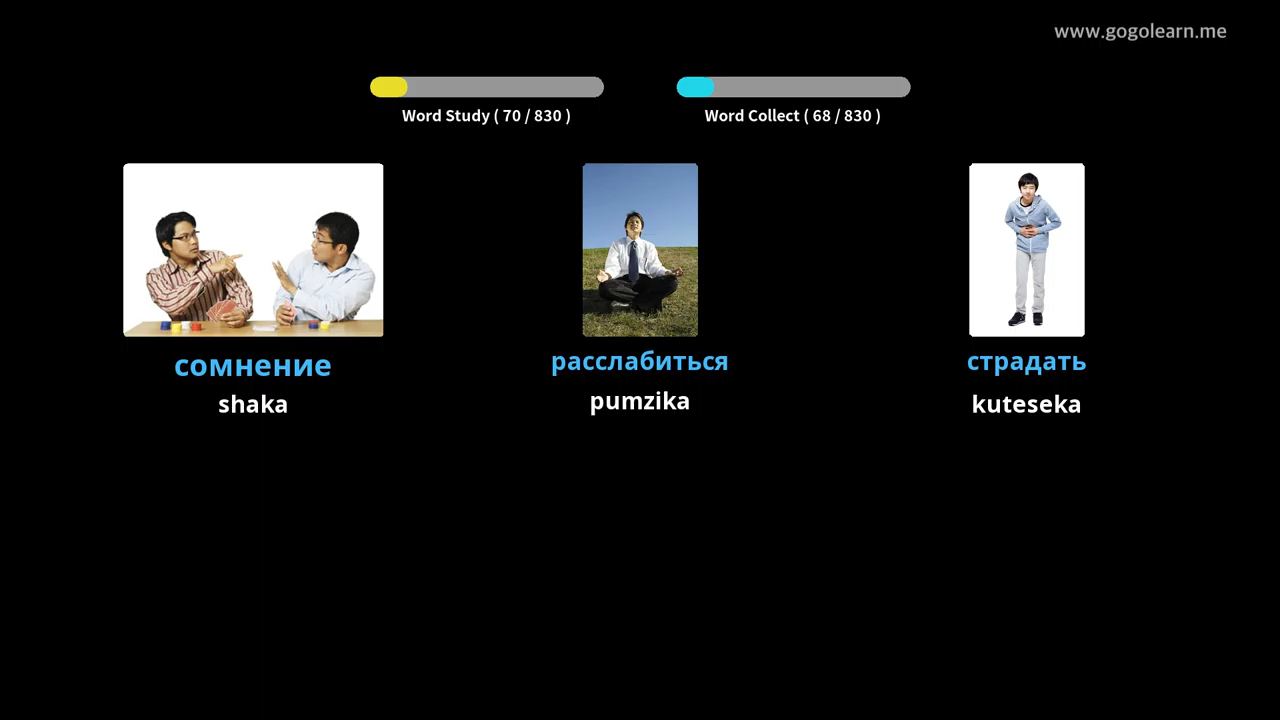 www.gogolearn.me
Word Study ( 70 / 830 )
Word Collect ( 68 / 830 )
сомнение
расслабиться
страдать
shaka
pumzika
kuteseka